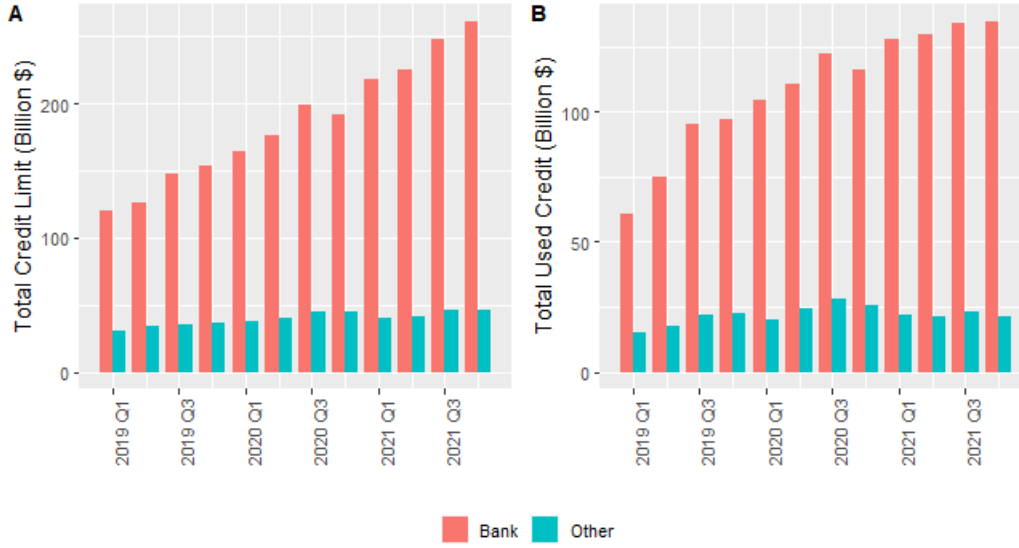 A
Total Credit Limit (Billion $)
200
100
0
2019 Q1
2019 Q3
2020 Q1
2020 Q3
2021 Q1
2021 Q3
B
Total Used Credit (Billion $)
100
50
0
2019 Q1
2019 Q3
2020 Q1
2020 Q3
2021 Q1
2021 Q3
Bank Other